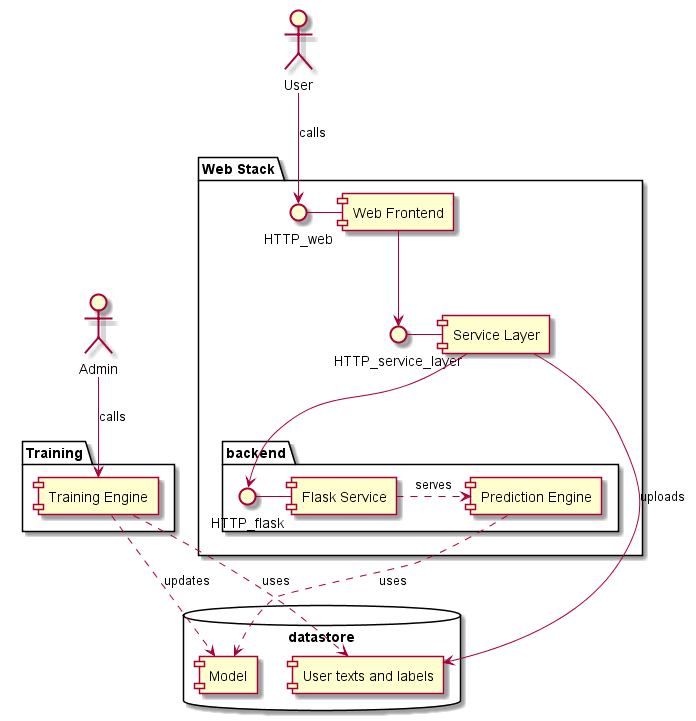 User
calls
Web Stack
Web Frontend
HTTP_web
Service Layer
HTTP_service_layer
Admin
calls
Training
backend
Training Engine
Flask Service
serves
Prediction Engine
uploads
HTTP_flask
updates
uses
uses
datastore
Model
User texts and labels